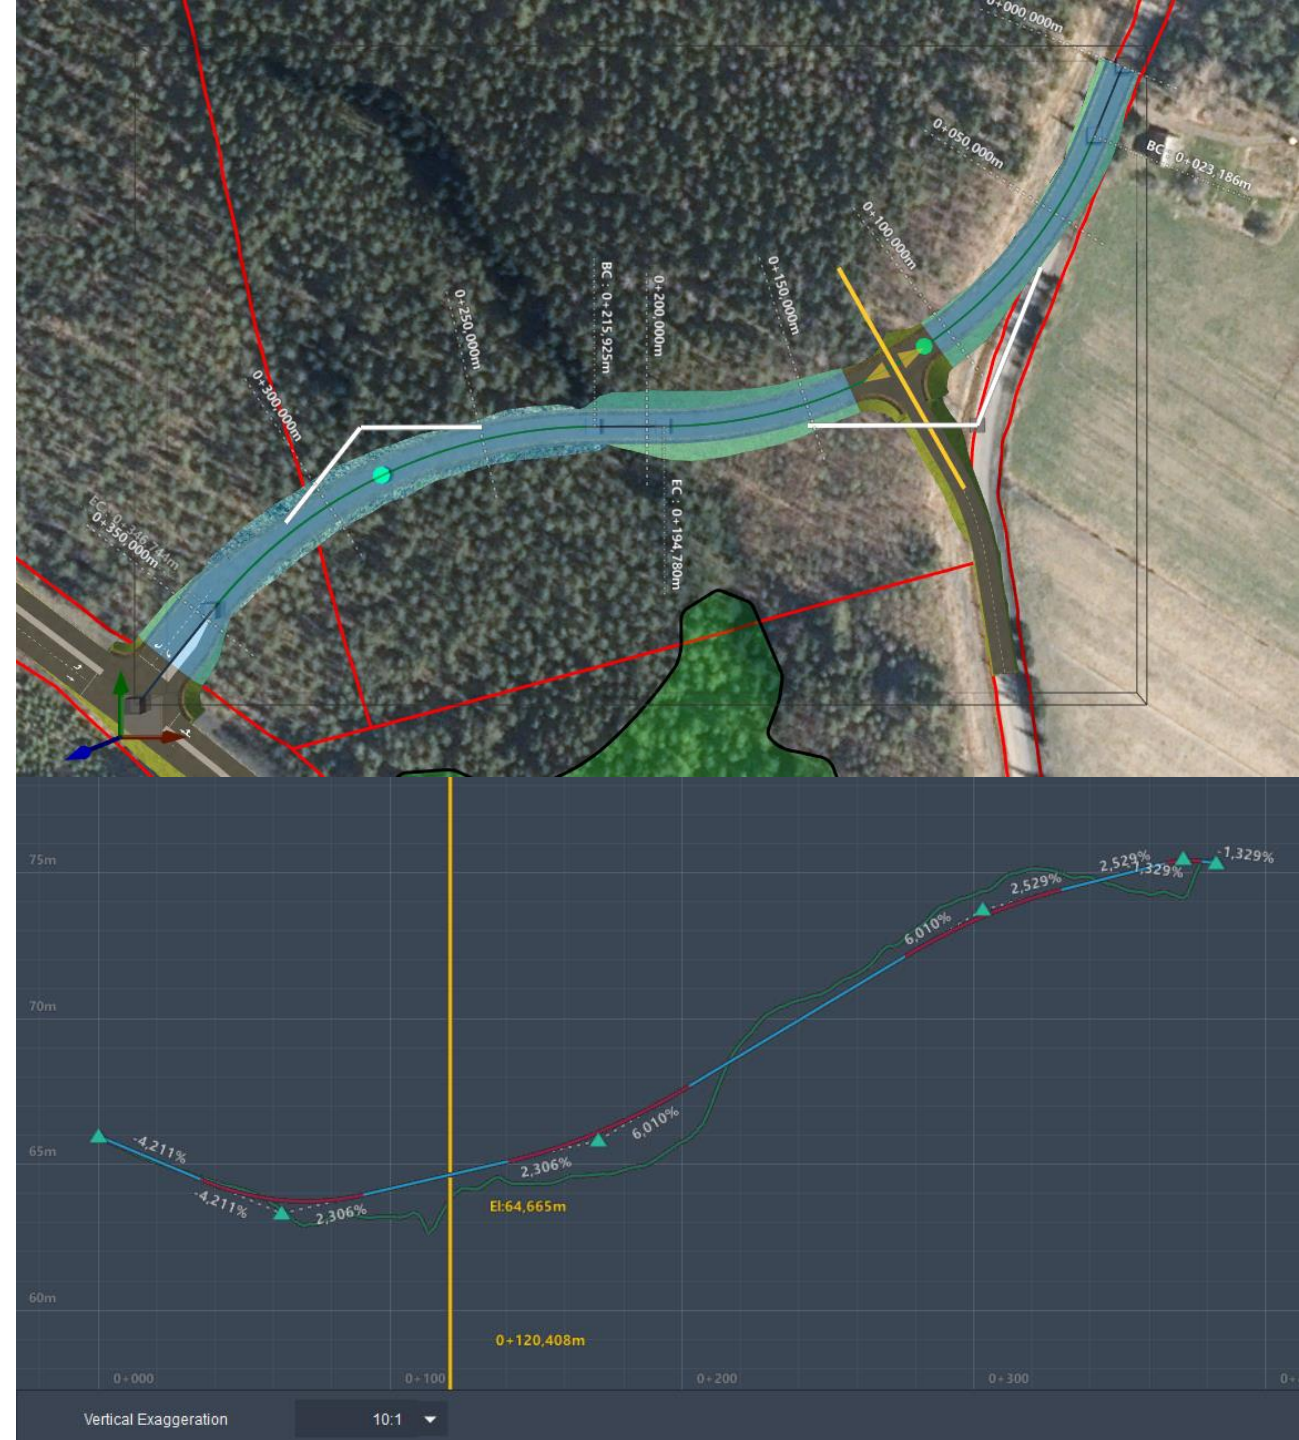 0+000,000m
0+050,000m
BC : 0+023,186m
0+100,000m
0+150,000m
0+200,000m
BC : 0+215,925m
0+250,000m
0+300,000m
EC : 0+194,780m
EC : 0+346,744m
0+350,000m
75m
70m
65m
60m
-4,211%
-4,211%
2,306%
2,306%
6,010%
6,010%
2,529%
2,529%
-1,329%
-1,329%
El:64,665m
0+120,408m
0+000
0+100
0+200
0+300
Vertical Exaggeration
10:1